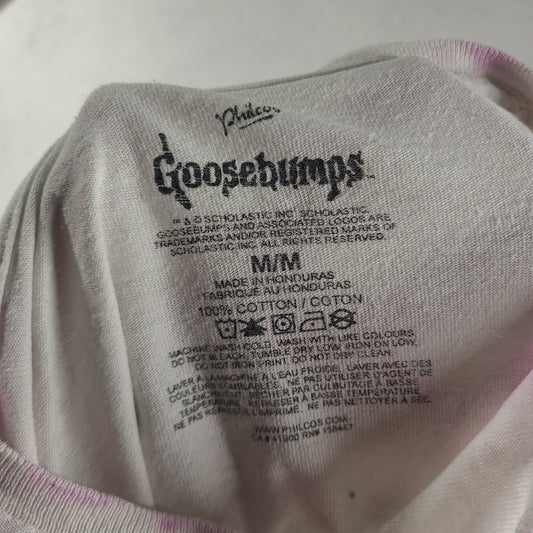 Philcos
Goosebumps™
™ & © SCHOLASTIC INC. SCHOLASTIC,
GOOSEBUMPS AND ASSOCIATED LOGOS ARE
TRADEMARKS AND/OR REGISTERED MARKS OF
SCHOLASTIC INC. ALL RIGHTS RESERVED.
M/M
MADE IN HONDURAS
FABRIQUÉ AU HONDURAS
100% COTTON / COTON
MACHINE WASH COLD, WASH WITH LIKE COLOURS,
DO NOT BLEACH, TUMBLE DRY LOW, IRON ON LOW,
DO NOT IRON PRINT, DO NOT DRY CLEAN.
LAVER A LA MACHINE À L'EAU FROIDE, LAVER AVEC DES
COULEURS SEMBLABLES, NE PAS UTILISER D'AGENT DE
BLANCHIMENT, SÉCHER PAR CULBUTAGE À BASSE
TEMPERATURE, REPASSER À BASSE TEMPÉRATURE, NE PAS
REPASSER L'IMPRIME, NE PAS NETTOYER À SEC.
WWW.PHILCOS.COM
CA# 41900 RN# 158447